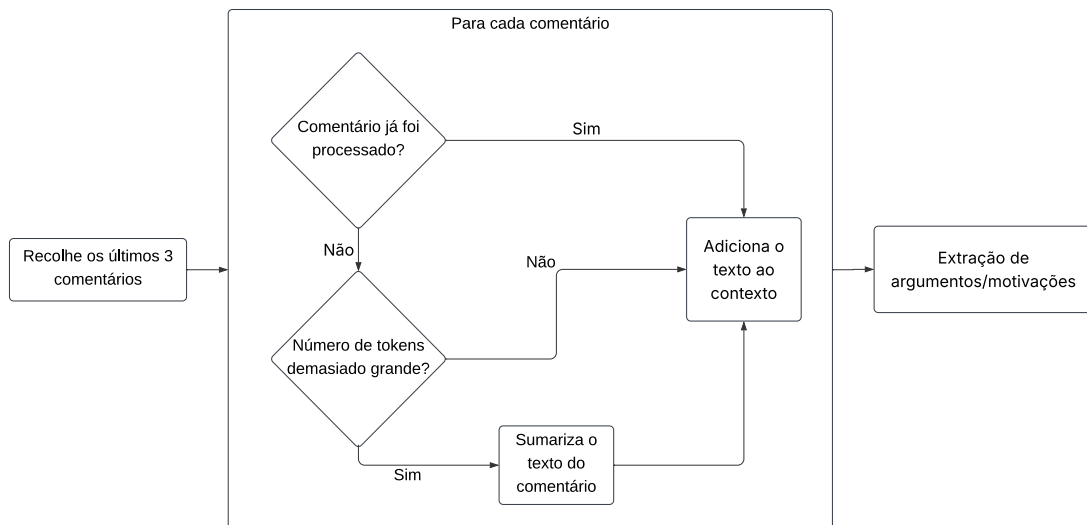 Para cada comentário
Comentário já foi
processado?
Sim
Não
Recolhe os últimos 3
comentários
Adiciona o
texto ao
contexto
Extração de
argumentos/motivações
Não
Número de tokens
demasiado grande?
Sim
Sumariza o
texto do
comentário